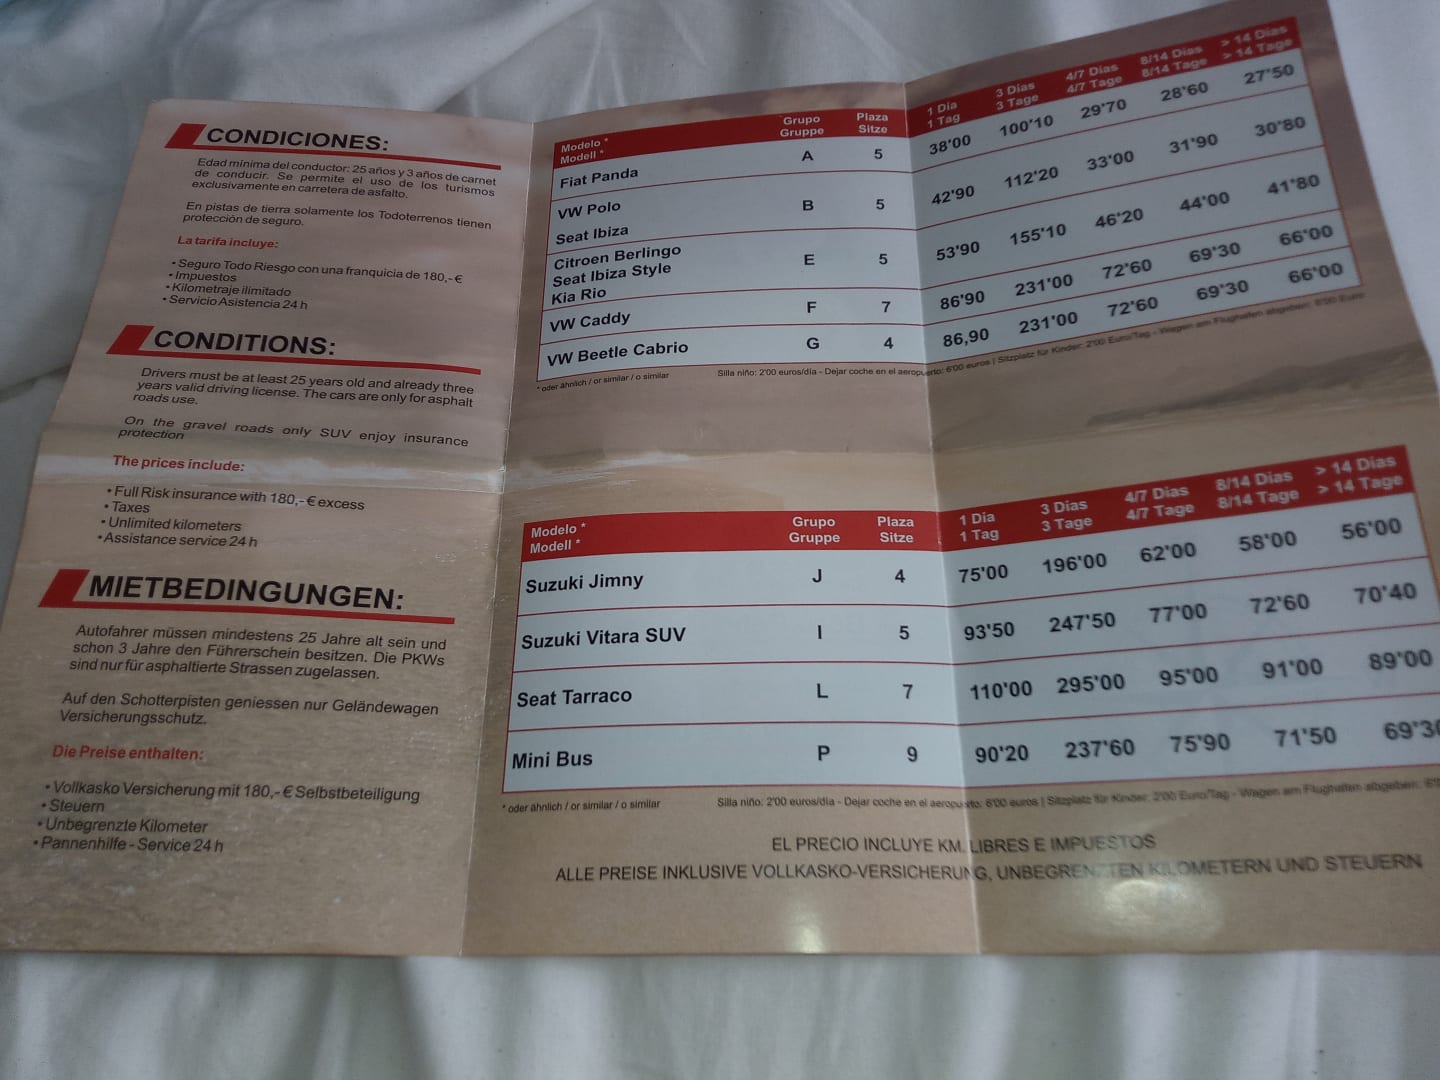 CONDICIONES:
Edad mínima del conductor: 25 años y 3 años de carnet
de conducir. Se permite el uso de los turismos
exclusivamente en carretera de asfalto.
En pistas de tierra solamente los Todoterrenos tienen
protección de seguro.
La tarifa incluye:
• Seguro Todo Riesgo con una franquicia de 180,- €
• Impuestos
• Kilometraje ilimitado
• Servicio Asistencia 24 h
CONDITIONS:
Drivers must be at least 25 years old and already three
years valid driving license. The cars are only for asphalt
roads use.
On the gravel roads only SUV enjoy insurance
protection
The prices include:
• Full Risk insurance with 180,- € excess
• Taxes
• Unlimited kilometers
• Assistance service 24 h
MIETBEDINGUNGEN:
Autofahrer müssen mindestens 25 Jahre alt sein und
schon 3 Jahre den Führerschein besitzen. Die PKWs
sind nur für asphaltierte Strassen zugelassen.
Auf den Schotterpisten geniessen nur Geländewagen
Versicherungsschutz.
Die Preise enthalten:
• Vollkasko Versicherung mit 180,- € Selbstbeteiligung
• Steuern
• Unbegrenzte Kilometer
• Pannenhilfe - Service 24 h
Modelo * Grupo Plaza 1 Dia 3 Dias 4/7 Dias 8/14 Dias > 14 Dias
Modell * Gruppe Sitze 1 Tag 3 Tage 4/7 Tage 8/14 Tage > 14 Tage
Fiat Panda A 5 38'00 100'10 29'70 28'60 27'50
VW Polo
Seat Ibiza B 5 42'90 112'20 33'00 31'90 30'80
Citroen Berlingo
Seat Ibiza Style E 5 53'90 155'10 46'20 44'00 41'80
Kia Rio
VW Caddy F 7 86'90 231'00 72'60 69'30 66'00
VW Beetle Cabrio G 4 86,90 231'00 72'60 69'30 66'00
* oder ähnlich / or similar / o similar Silla niño: 2'00 euros/día - Dejar coche en el aeropuerto: 6'00 euros | Sitzplatz für Kinder: 2'00 Euro/Tag - Wagen am Flughafen abgeben: 6'00 Euro
Modelo * Grupo Plaza 1 Dia 3 Dias 4/7 Dias 8/14 Dias > 14 Dias
Modell * Gruppe Sitze 1 Tag 3 Tage 4/7 Tage 8/14 Tage > 14 Tage
Suzuki Jimny J 4 75'00 196'00 62'00 58'00 56'00
Suzuki Vitara SUV I 5 93'50 247'50 77'00 72'60 70'40
Seat Tarraco L 7 110'00 295'00 95'00 91'00 89'00
Mini Bus P 9 90'20 237'60 75'90 71'50
* oder ähnlich / or similar / o similar Silla niño: 2'00 euros/día - Dejar coche en el aeropuerto: 6'00 euros | Sitzplatz für Kinder: 2'00 Euro/Tag - Wagen am Flughafen abgeben:
EL PRECIO INCLUYE KM. LIBRES E IMPUESTOS
ALLE PREISE INKLUSIVE VOLLKASKO-VERSICHERUNG, UNBEGRENZTEN KILOMETERN UND STEUERN